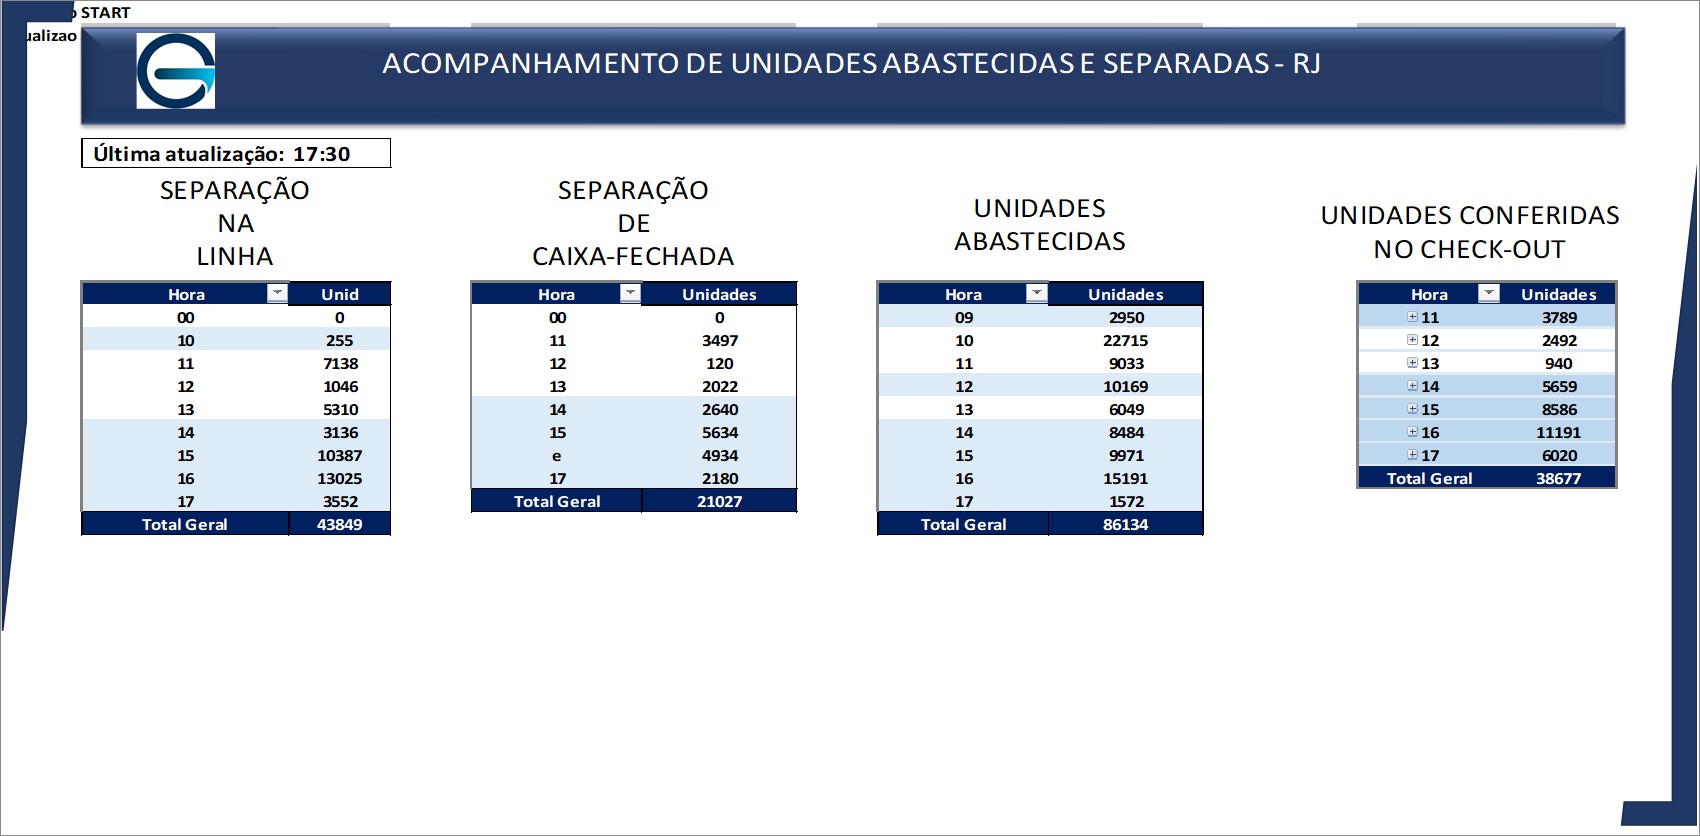 START
ualizao
ACOMPANHAMENTO DE UNIDADES ABASTECIDAS E SEPARADAS - RJ
Última atualização: 17:30
SEPARAÇÃO
NA
LINHA
Hora Unid
00 0
10 255
11 7138
12 1046
13 5310
14 3136
15 10387
16 13025
17 3552
Total Geral 43849
SEPARAÇÃO
DE
CAIXA-FECHADA
Hora Unidades
00 0
11 3497
12 120
13 2022
14 2640
15 5634
e 4934
17 2180
Total Geral 21027
UNIDADES
ABASTECIDAS
Hora Unidades
09 2950
10 22715
11 9033
12 10169
13 6049
14 8484
15 9971
16 15191
17 1572
Total Geral 86134
UNIDADES CONFERIDAS
NO CHECK-OUT
Hora Unidades
11 3789
12 2492
13 940
14 5659
15 8586
16 11191
17 6020
Total Geral 38677